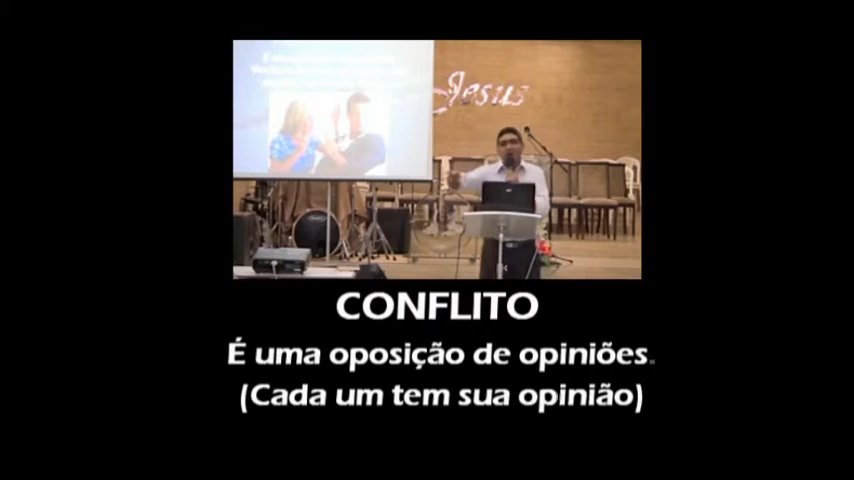 Jesus
CONFLITO
É uma oposição de opiniões.
(Cada um tem sua opinião)